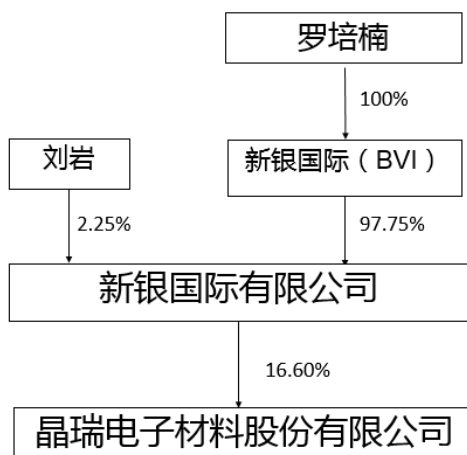 罗培楠
100%
刘岩
新银国际（BVI）
2.25%
97.75%
新银国际有限公司
16.60%
晶瑞电子材料股份有限公司